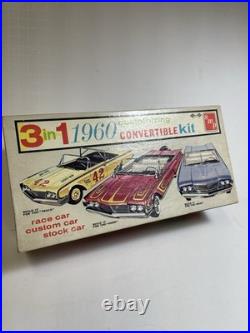 3 in 1 1960 customizing CONVERTIBLE kit
amt
42
race car
custom car
stock car